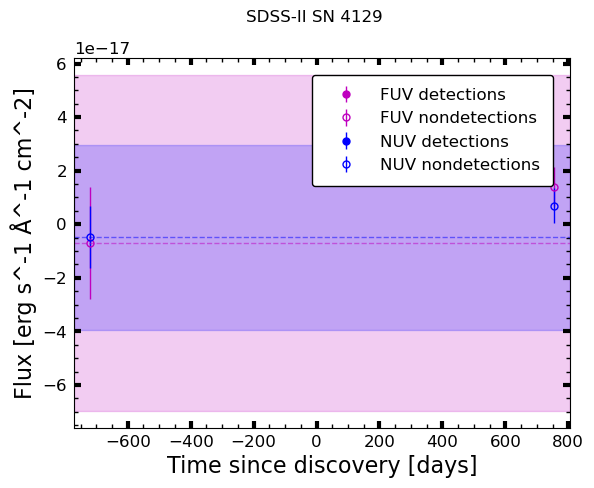 SDSS-II SN 4129
1e−17
6
4
2
0
−2
−4
−6
Flux [erg s^-1 Å^-1 cm^-2]
FUV detections
FUV nondetections
NUV detections
NUV nondetections
−600 −400 −200 0 200 400 600 800
Time since discovery [days]